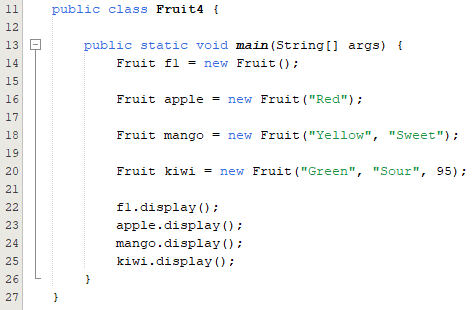 11 public class Fruit4 {
12
13 public static void main(String[] args) {
14 Fruit f1 = new Fruit();
15
16 Fruit apple = new Fruit("Red");
17
18 Fruit mango = new Fruit("Yellow", "Sweet");
19
20 Fruit kiwi = new Fruit("Green", "Sour", 95);
21
22 f1.display();
23 apple.display();
24 mango.display();
25 kiwi.display();
26 }
27 }